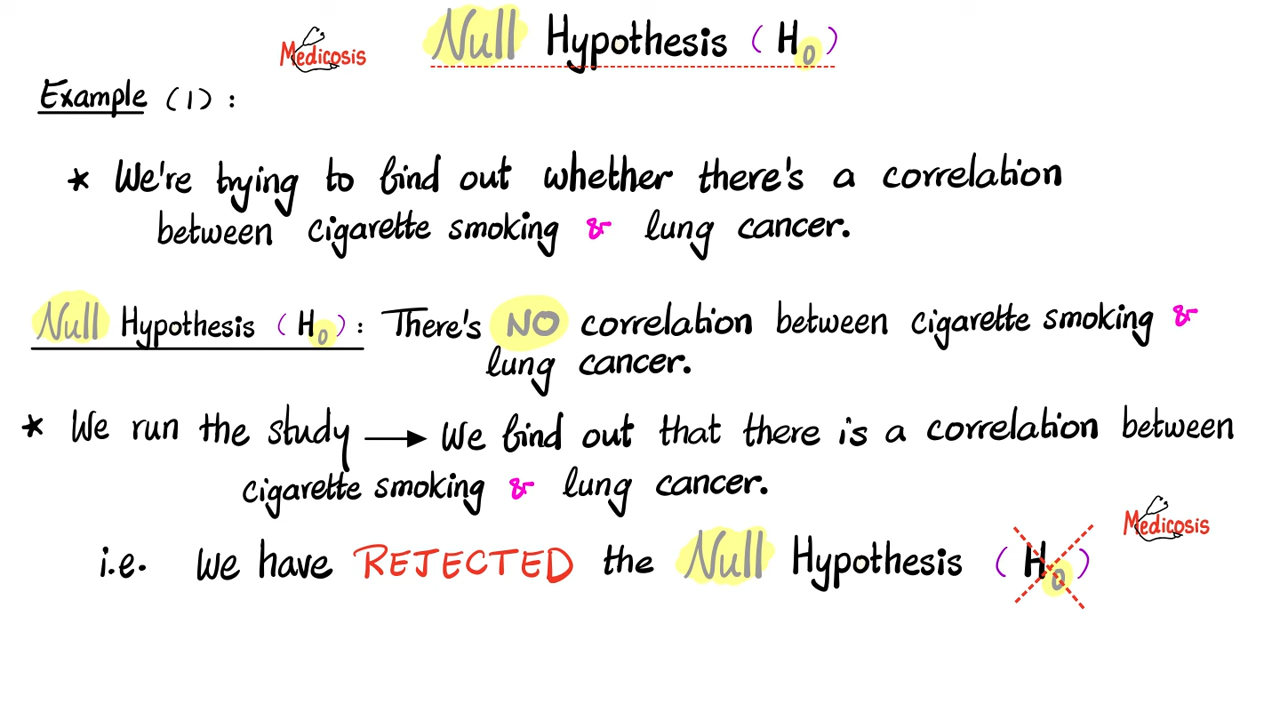 Null Hypothesis (H0)
Medicosis
Example (1) :
* We're trying to find out whether there's a correlation
between cigarette smoking & lung cancer.
Null Hypothesis (H0) : There's NO correlation between cigarette smoking &
lung cancer.
* We run the study → We find out that there is a correlation between
cigarette smoking & lung cancer.
Medicosis
i.e. We have REJECTED the Null Hypothesis (H0)